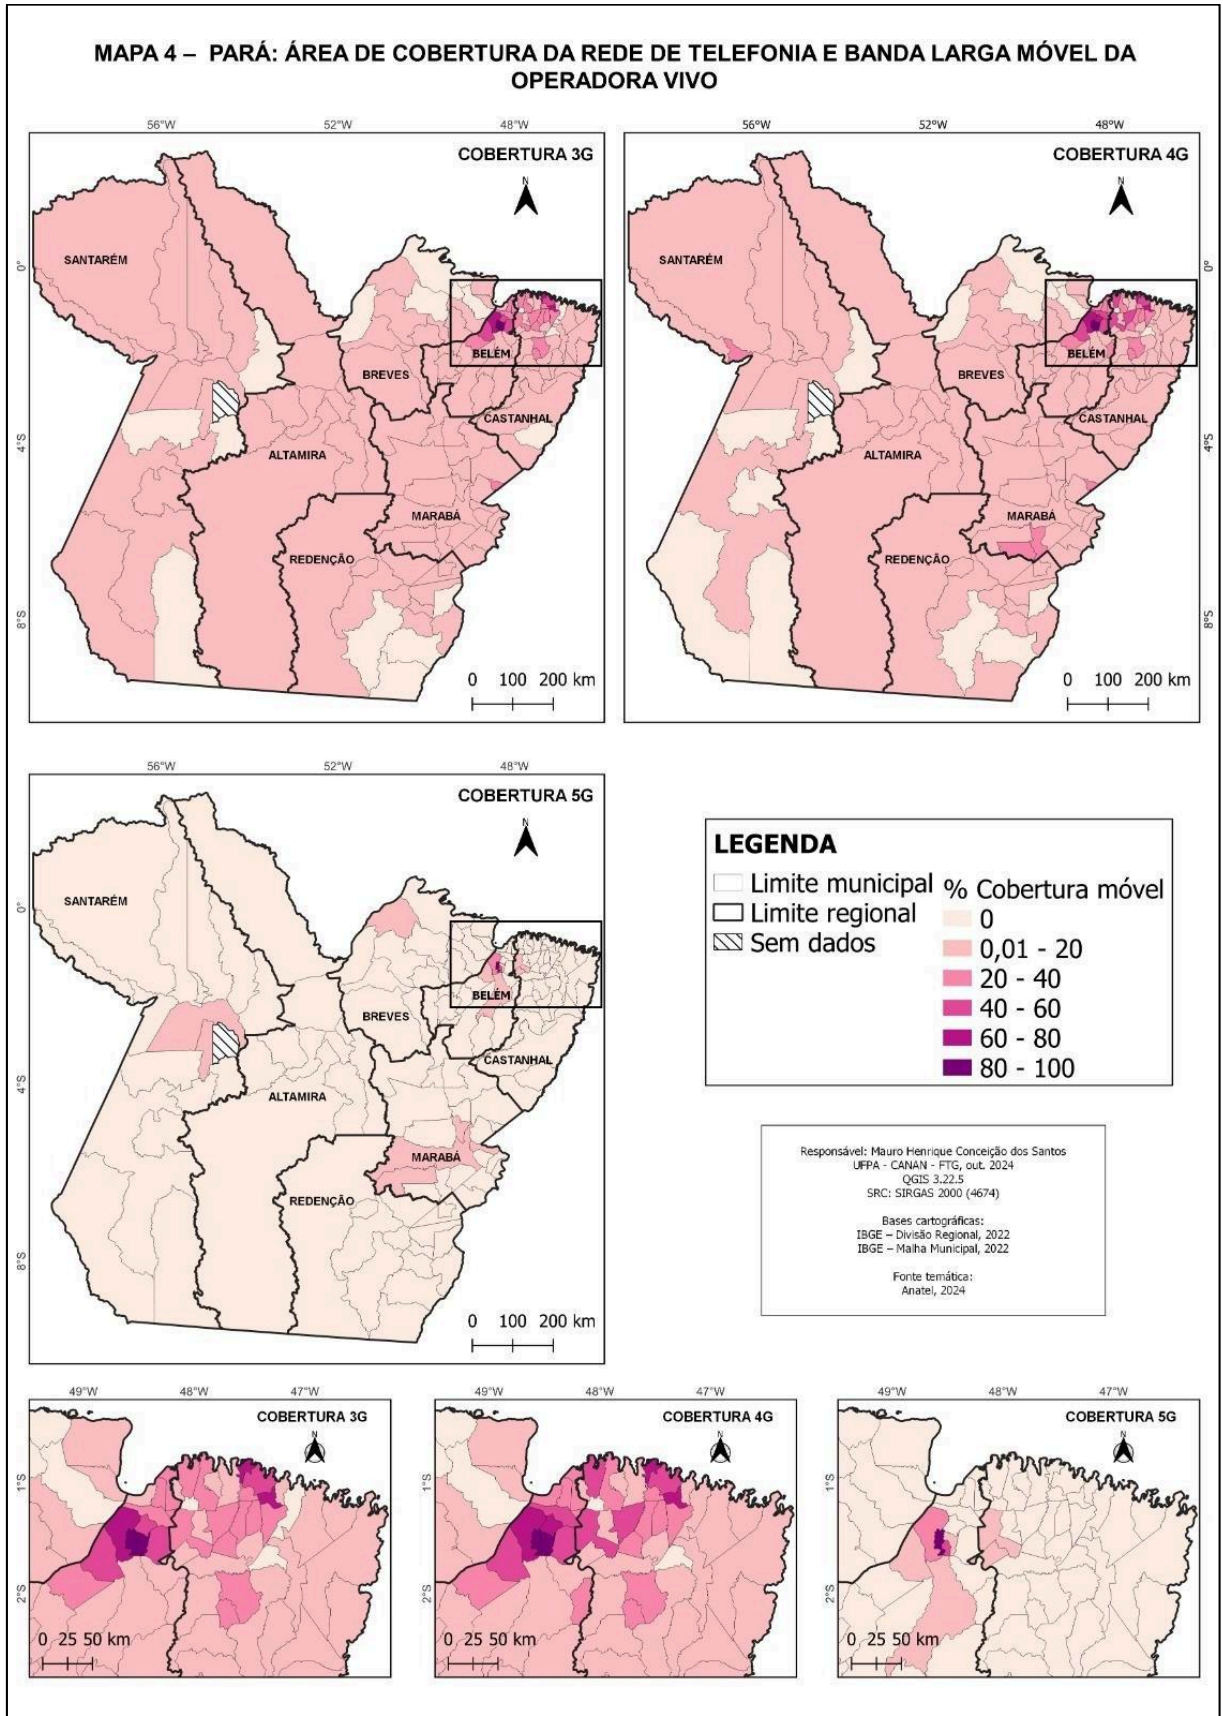 MAPA 4 – PARÁ: ÁREA DE COBERTURA DA REDE DE TELEFONIA E BANDA LARGA MÓVEL DA
OPERADORA VIVO
56°W 52°W 48°W
COBERTURA 3G
N
SANTARÉM
BELÉM
BREVES
CASTANHAL
ALTAMIRA
MARABÁ
REDENÇÃO
0°
4°S
8°S
0 100 200 km
56°W 52°W 48°W
COBERTURA 4G
N
SANTARÉM
BELÉM
BREVES
CASTANHAL
ALTAMIRA
MARABÁ
REDENÇÃO
0°
4°S
8°S
0 100 200 km
56°W 52°W 48°W
COBERTURA 5G
N
SANTARÉM
BELÉM
BREVES
CASTANHAL
ALTAMIRA
MARABÁ
REDENÇÃO
0°
4°S
8°S
0 100 200 km
LEGENDA
Limite municipal
Limite regional
Sem dados
% Cobertura móvel
0
0,01 - 20
20 - 40
40 - 60
60 - 80
80 - 100
Responsável: Mauro Henrique Conceição dos Santos
UFPA - CANAN - FTG, out. 2024
QGIS 3.22.5
SRC: SIRGAS 2000 (4674)
Bases cartográficas:
IBGE – Divisão Regional, 2022
IBGE – Malha Municipal, 2022
Fonte temática:
Anatel, 2024
49°W 48°W 47°W
COBERTURA 3G
N
1°S
2°S
0 25 50 km
49°W 48°W 47°W
COBERTURA 4G
N
1°S
2°S
0 25 50 km
49°W 48°W 47°W
COBERTURA 5G
N
1°S
2°S
0 25 50 km